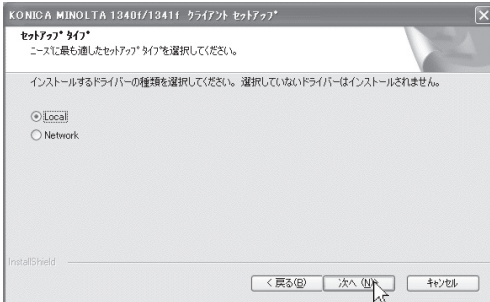 KONICA MINOLTA 1340f/1341f クライアント セットアップ
セットアップ タイプ
ニーズに最も適したセットアップ タイプを選択してください。
インストールするドライバーの種類を選択してください。選択していないドライバーはインストールされません。
Local
Network
InstallShield
< 戻る(B) 次へ (N)> キャンセル